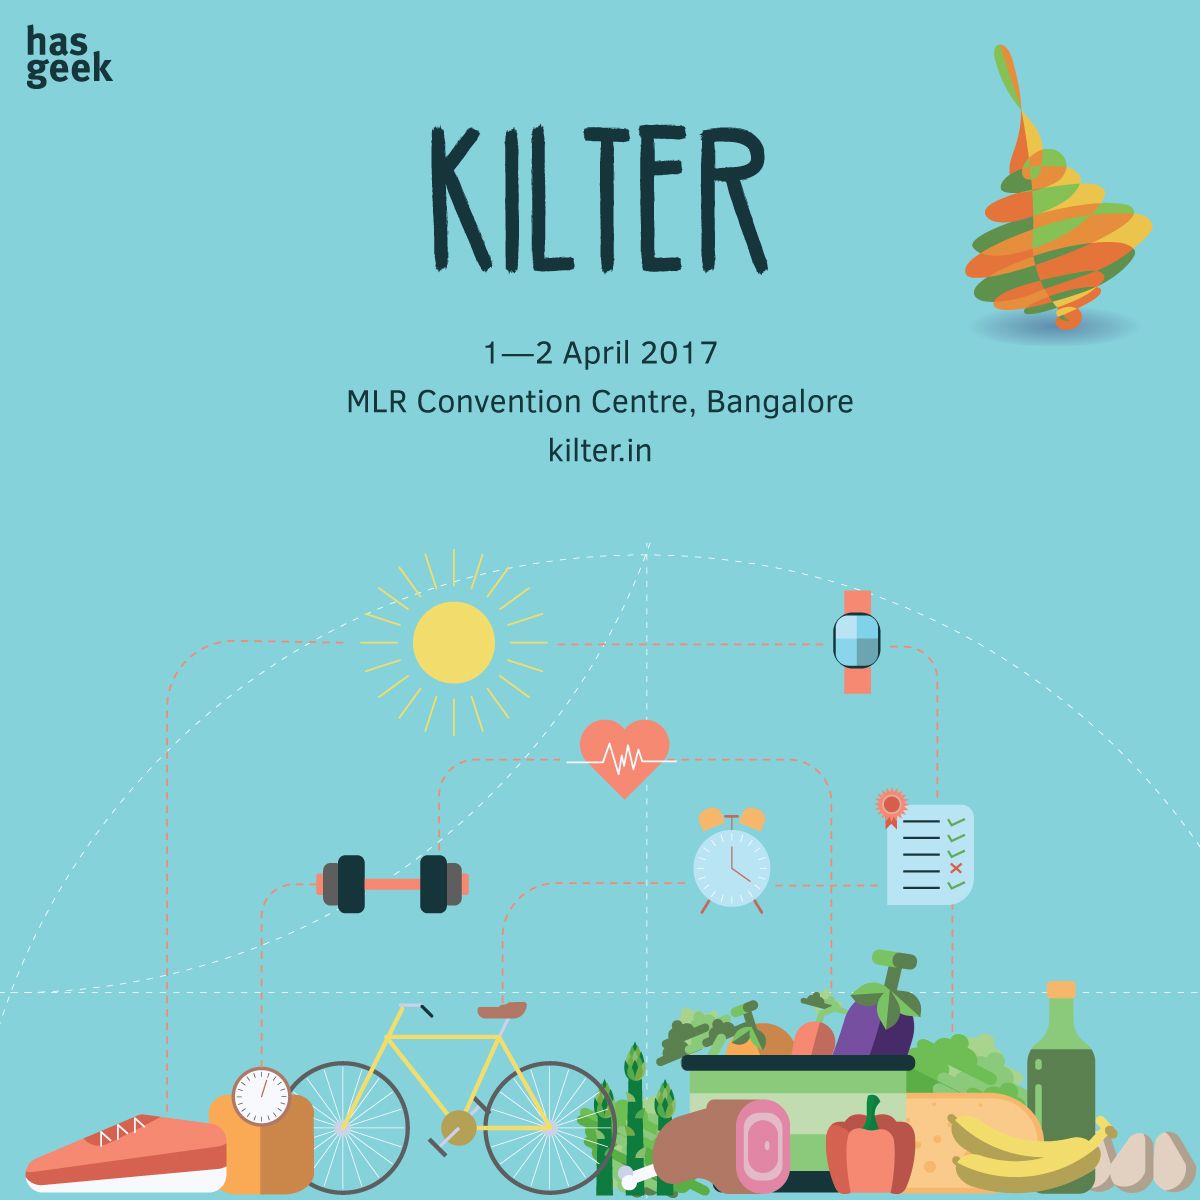 has
geek
KILTER
1—2 April 2017
MLR Convention Centre, Bangalore
kilter.in